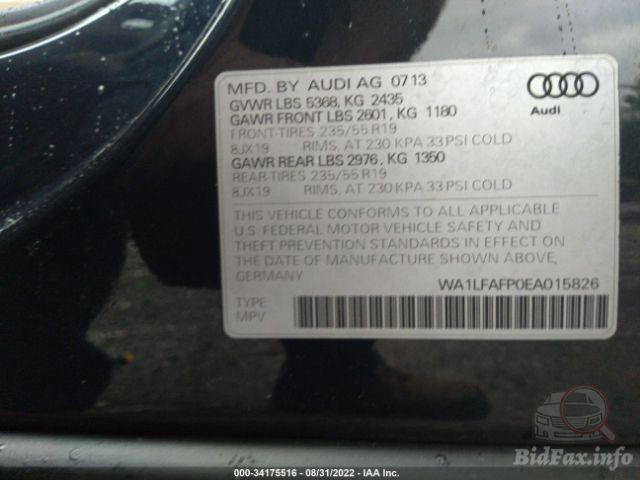 MFD. BY AUDI AG 0713
GVWR LBS 5368, KG 2435
GAWR FRONT LBS 2601, KG 1180
FRONT-TIRES 235/55 R19
8JX19 RIMS, AT 230 KPA 33 PSI COLD
GAWR REAR LBS 2976, KG 1350
REAR-TIRES 235/55 R19
8JX19 RIMS, AT 230 KPA 33 PSI COLD
Audi
THIS VEHICLE CONFORMS TO ALL APPLICABLE
U.S. FEDERAL MOTOR VEHICLE SAFETY AND
THEFT PREVENTION STANDARDS IN EFFECT ON
THE DATE OF MANUFACTURE SHOWN ABOVE.
GERMANY
WA1LFAFP0EA015826
TYPE
MPV
BidFax.info
000-34175516 - 08/31/2022 - IAA Inc.